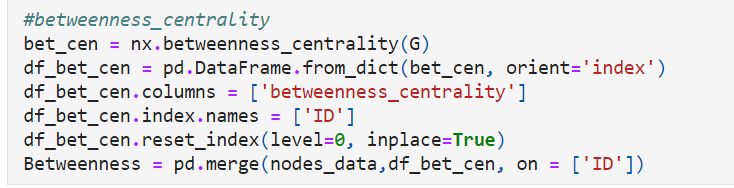 #betweenness_centrality
bet_cen = nx.betweenness_centrality(G)
df_bet_cen = pd.DataFrame.from_dict(bet_cen, orient='index')
df_bet_cen.columns = ['betweenness_centrality']
df_bet_cen.index.names = ['ID']
df_bet_cen.reset_index(level=0, inplace=True)
Betweenness = pd.merge(nodes_data,df_bet_cen, on = ['ID'])